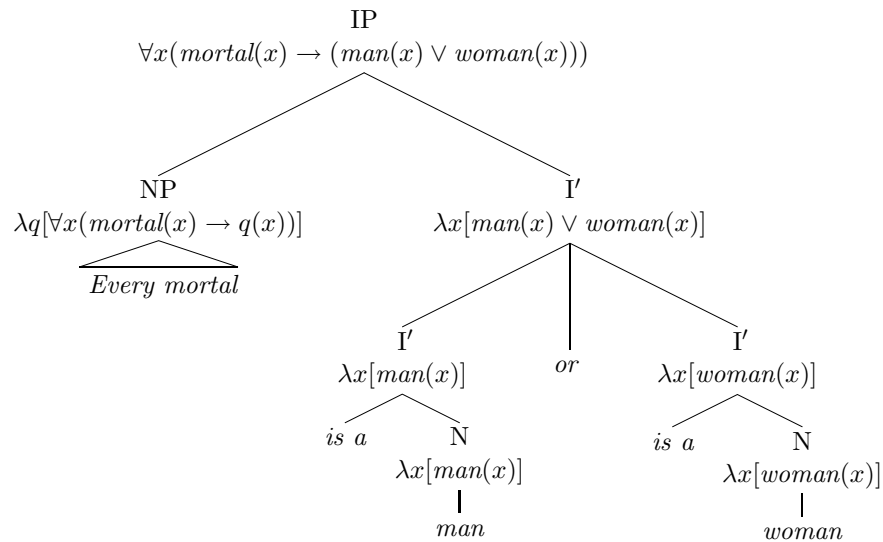 IP
∀x(mortal(x) → (man(x) ∨ woman(x)))
NP I′
λq[∀x(mortal(x) → q(x))] λx[man(x) ∨ woman(x)]
Every mortal
I′ or I′
λx[man(x)] λx[woman(x)]
is a N is a N
λx[man(x)] λx[woman(x)]
man woman